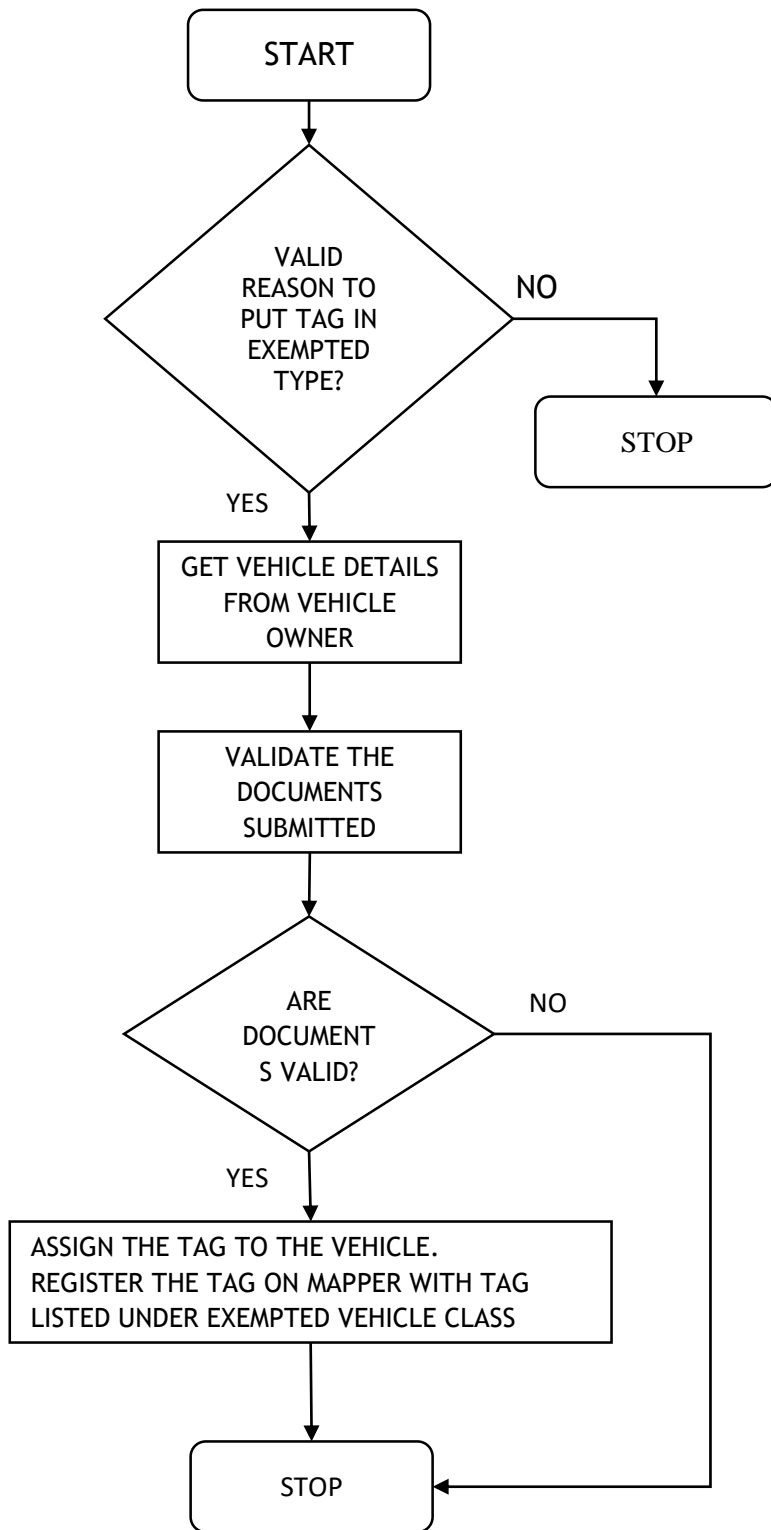 START
VALID
REASON TO
PUT TAG IN
EXEMPTED
TYPE?
NO
STOP
YES
GET VEHICLE DETAILS
FROM VEHICLE
OWNER
VALIDATE THE
DOCUMENTS
SUBMITTED
ARE
DOCUMENT
S VALID?
NO
YES
ASSIGN THE TAG TO THE VEHICLE.
REGISTER THE TAG ON MAPPER WITH TAG
LISTED UNDER EXEMPTED VEHICLE CLASS
STOP